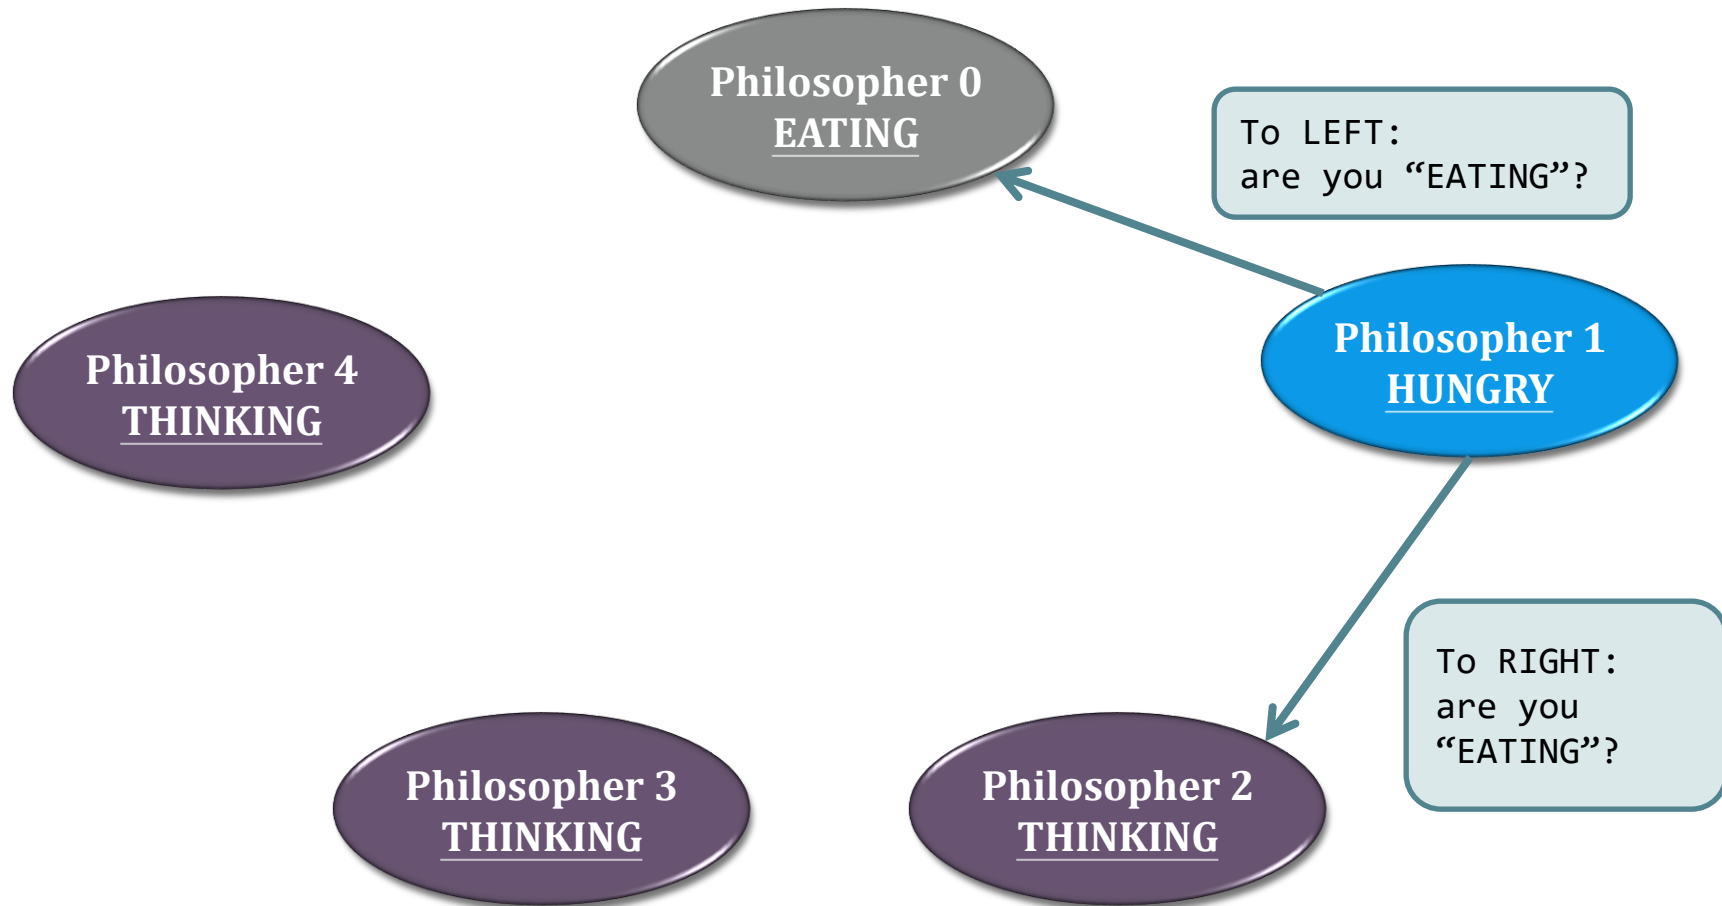 Philosopher 0
EATING
To LEFT:
are you “EATING”?
Philosopher 1
HUNGRY
Philosopher 4
THINKING
To RIGHT:
are you
“EATING”?
Philosopher 3
THINKING
Philosopher 2
THINKING